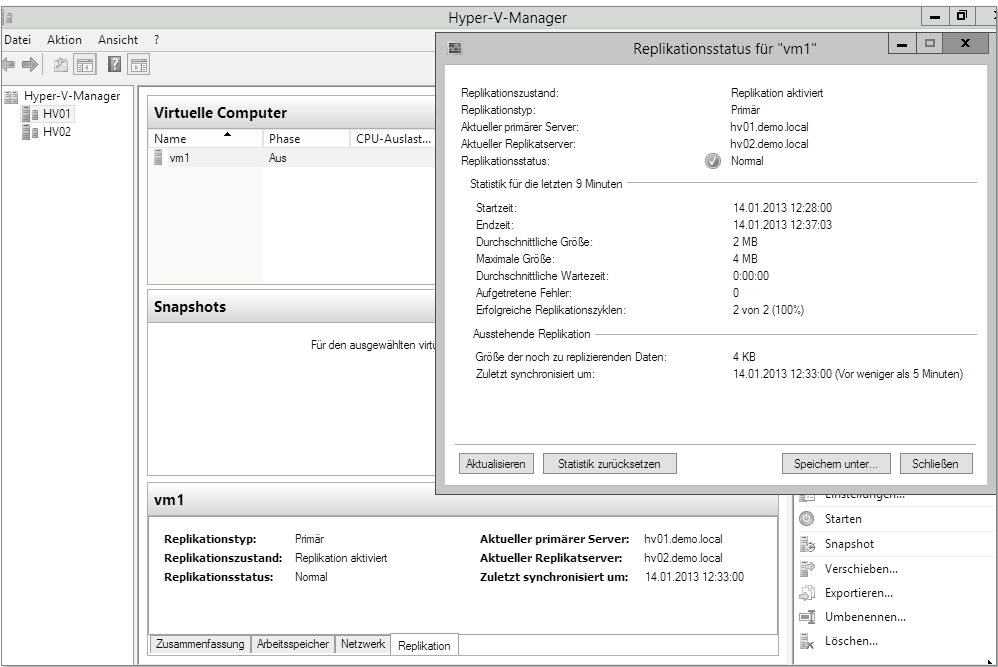 Hyper-V-Manager
Datei Aktion Ansicht ?
Hyper-V-Manager
HV01
HV02
Virtuelle Computer
Name Phase CPU-Auslast...
vm1 Aus
Snapshots
Für den ausgewählten virtu
vm1
Replikationstyp: Primär
Replikationszustand: Replikation aktiviert
Replikationsstatus: Normal
Aktueller primärer Server: hv01.demo.local
Aktueller Replikatserver: hv02.demo.local
Zuletzt synchronisiert um: 14.01.2013 12:33:00
Zusammenfassung Arbeitsspeicher Netzwerk Replikation
Replikationsstatus für "vm1"
Replikationszustand: Replikation aktiviert
Replikationstyp: Primär
Aktueller primärer Server: hv01.demo.local
Aktueller Replikatserver: hv02.demo.local
Replikationsstatus: Normal
Statistik für die letzten 9 Minuten
Startzeit: 14.01.2013 12:28:00
Endzeit: 14.01.2013 12:37:03
Durchschnittliche Größe: 2 MB
Maximale Größe: 4 MB
Durchschnittliche Wartezeit: 0:00:00
Aufgetretene Fehler: 0
Erfolgreiche Replikationszyklen: 2 von 2 (100%)
Ausstehende Replikation
Größe der noch zu replizierenden Daten: 4 KB
Zuletzt synchronisiert um: 14.01.2013 12:33:00 (Vor weniger als 5 Minuten)
Aktualisieren Statistik zurücksetzen Speichern unter... Schließen
Einstellungen...
Starten
Snapshot
Verschieben...
Exportieren...
Umbenennen...
Löschen...